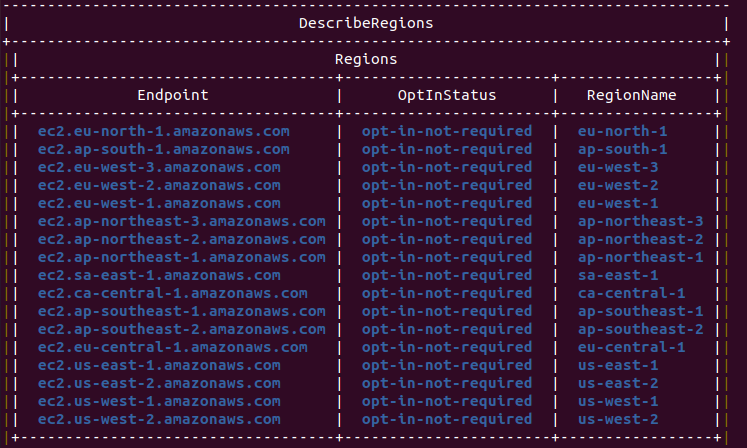 DescribeRegions
Regions
Endpoint | OptInStatus | RegionName
ec2.eu-north-1.amazonaws.com | opt-in-not-required | eu-north-1
ec2.ap-south-1.amazonaws.com | opt-in-not-required | ap-south-1
ec2.eu-west-3.amazonaws.com | opt-in-not-required | eu-west-3
ec2.eu-west-2.amazonaws.com | opt-in-not-required | eu-west-2
ec2.eu-west-1.amazonaws.com | opt-in-not-required | eu-west-1
ec2.ap-northeast-3.amazonaws.com | opt-in-not-required | ap-northeast-3
ec2.ap-northeast-2.amazonaws.com | opt-in-not-required | ap-northeast-2
ec2.ap-northeast-1.amazonaws.com | opt-in-not-required | ap-northeast-1
ec2.sa-east-1.amazonaws.com | opt-in-not-required | sa-east-1
ec2.ca-central-1.amazonaws.com | opt-in-not-required | ca-central-1
ec2.ap-southeast-1.amazonaws.com | opt-in-not-required | ap-southeast-1
ec2.ap-southeast-2.amazonaws.com | opt-in-not-required | ap-southeast-2
ec2.eu-central-1.amazonaws.com | opt-in-not-required | eu-central-1
ec2.us-east-1.amazonaws.com | opt-in-not-required | us-east-1
ec2.us-east-2.amazonaws.com | opt-in-not-required | us-east-2
ec2.us-west-1.amazonaws.com | opt-in-not-required | us-west-1
ec2.us-west-2.amazonaws.com | opt-in-not-required | us-west-2